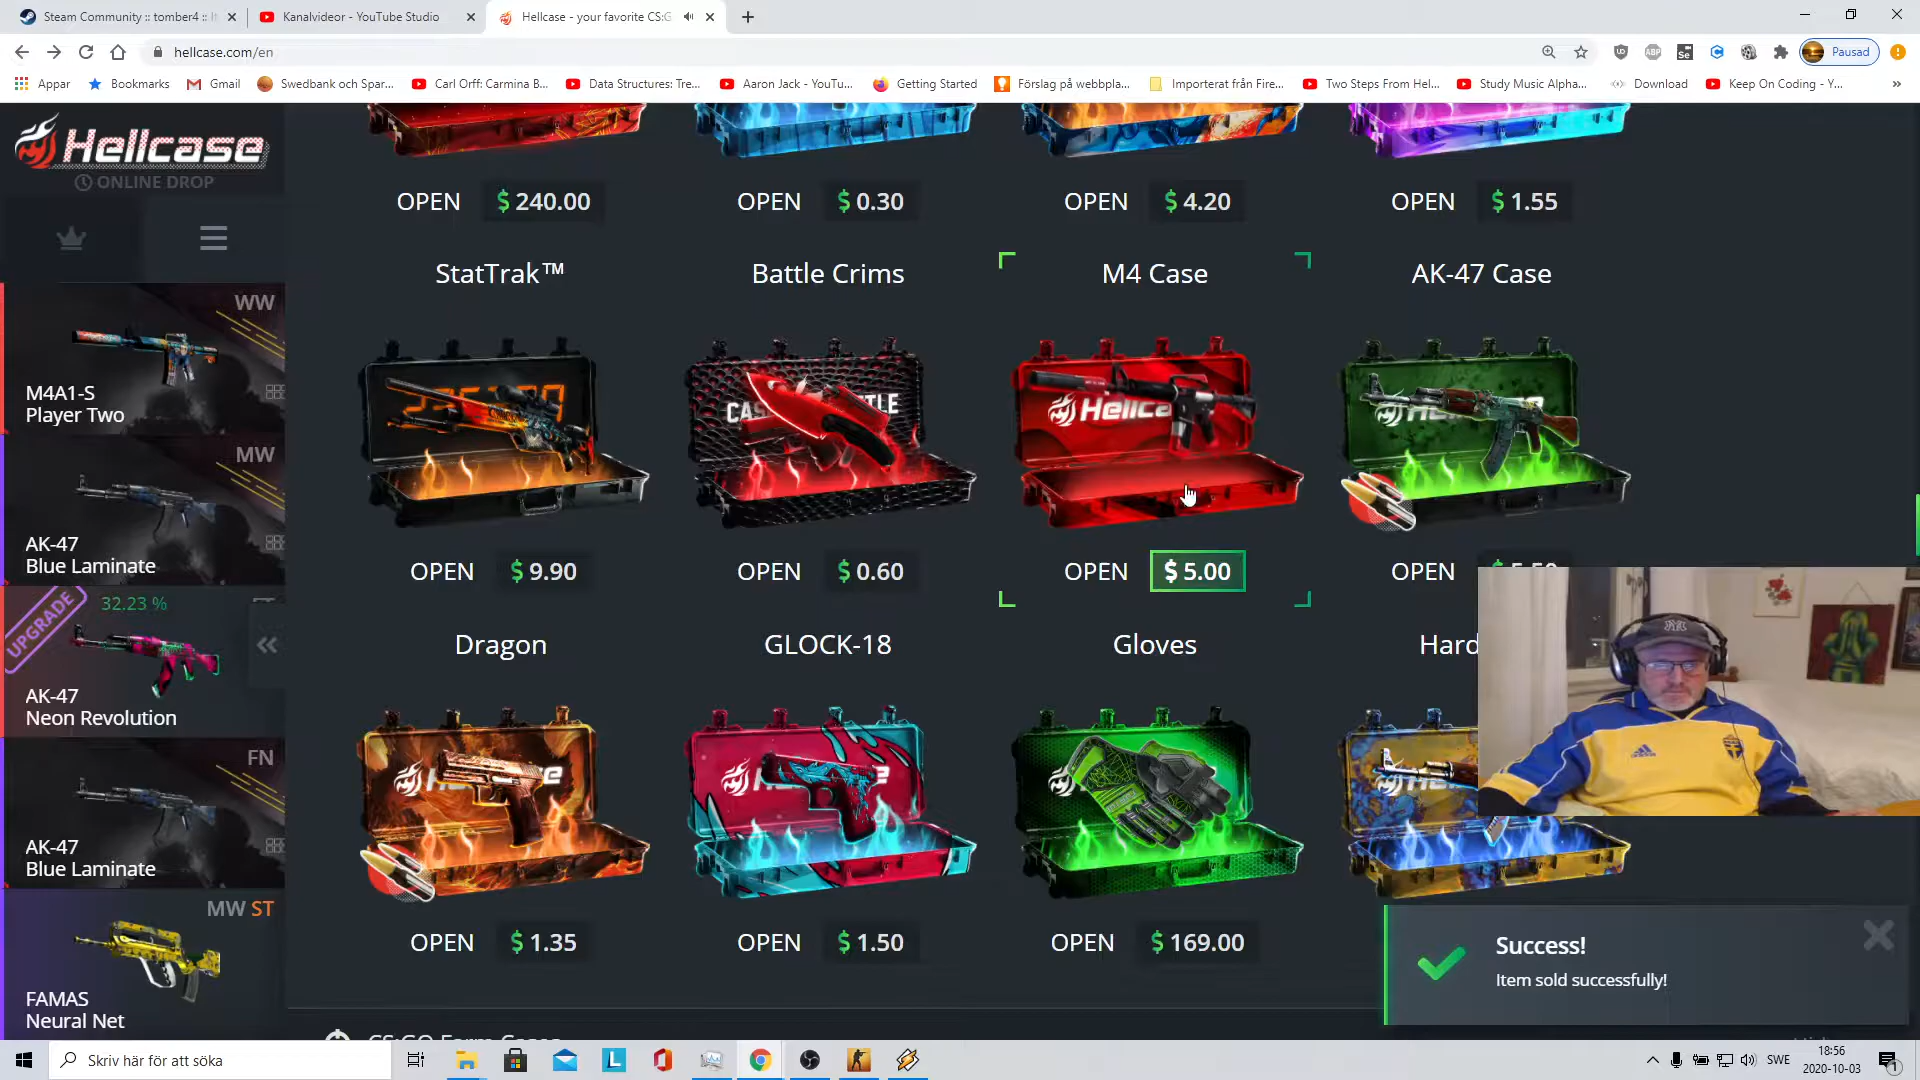 Steam Community :: tomber4 :: It
Kanalvideor - YouTube Studio
Hellcase - your favorite CS:G
hellcase.com/en
Pausad
Appar
Bookmarks
Gmail
Swedbank och Spar...
Carl Orff: Carmina B...
Data Structures: Tre...
Aaron Jack - YouTu...
Getting Started
Förslag på webbpla...
Importerat från Fire...
Two Steps From Hel...
Study Music Alpha...
Download
Keep On Coding - Y...
Hellcase
ONLINE DROP
OPEN $ 240.00
OPEN $ 0.30
OPEN $ 4.20
OPEN $ 1.55
StatTrak™
Battle Crims
M4 Case
AK-47 Case
WW
M4A1-S
Player Two
MW
AK-47
Blue Laminate
OPEN $ 9.90
OPEN $ 0.60
OPEN $ 5.00
OPEN
UPGRADE
32.23 %
AK-47
Neon Revolution
Dragon
GLOCK-18
Gloves
Hard
FN
AK-47
Blue Laminate
MW ST
FAMAS
Neural Net
OPEN $ 1.35
OPEN $ 1.50
OPEN $ 169.00
Success!
Item sold successfully!
Skriv här för att söka
SWE
18:56
2020-10-03